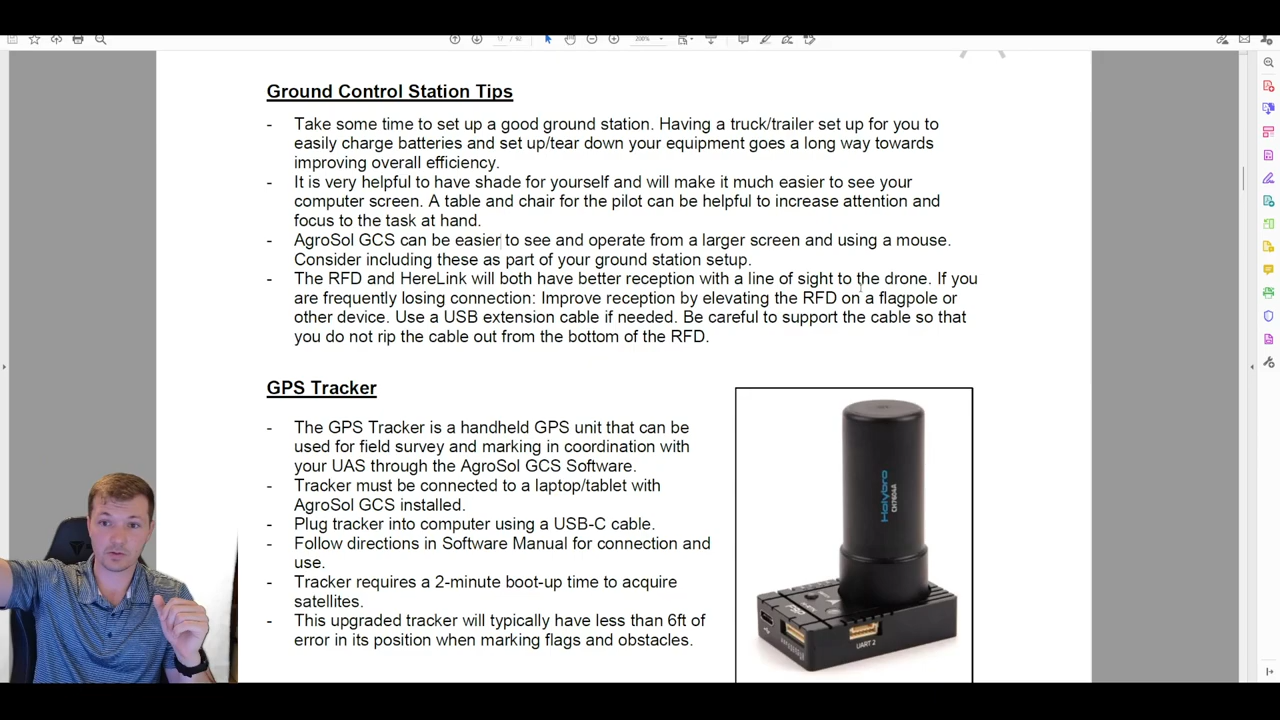 200%
Ground Control Station Tips
- Take some time to set up a good ground station. Having a truck/trailer set up for you to
easily charge batteries and set up/tear down your equipment goes a long way towards
improving overall efficiency.
- It is very helpful to have shade for yourself and will make it much easier to see your
computer screen. A table and chair for the pilot can be helpful to increase attention and
focus to the task at hand.
- AgroSol GCS can be easier to see and operate from a larger screen and using a mouse.
Consider including these as part of your ground station setup.
- The RFD and HereLink will both have better reception with a line of sight to the drone. If you
are frequently losing connection: Improve reception by elevating the RFD on a flagpole or
other device. Use a USB extension cable if needed. Be careful to support the cable so that
you do not rip the cable out from the bottom of the RFD.
GPS Tracker
- The GPS Tracker is a handheld GPS unit that can be
used for field survey and marking in coordination with
your UAS through the AgroSol GCS Software.
- Tracker must be connected to a laptop/tablet with
AgroSol GCS installed.
- Plug tracker into computer using a USB-C cable.
- Follow directions in Software Manual for connection and
use.
- Tracker requires a 2-minute boot-up time to acquire
satellites.
- This upgraded tracker will typically have less than 6ft of
error in its position when marking flags and obstacles.
Holybro
UART 2